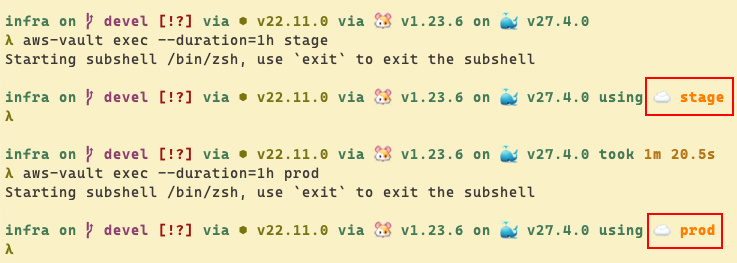 infra on devel [!?] via v22.11.0 via 🐹 v1.23.6 on 🐳 v27.4.0
λ aws-vault exec --duration=1h stage
Starting subshell /bin/zsh, use `exit` to exit the subshell
infra on devel [!?] via v22.11.0 via 🐹 v1.23.6 on 🐳 v27.4.0 using ☁️ stage
λ
infra on devel [!?] via v22.11.0 via 🐹 v1.23.6 on 🐳 v27.4.0 took 1m 20.5s
λ aws-vault exec --duration=1h prod
Starting subshell /bin/zsh, use `exit` to exit the subshell
infra on devel [!?] via v22.11.0 via 🐹 v1.23.6 on 🐳 v27.4.0 using ☁️ prod
λ